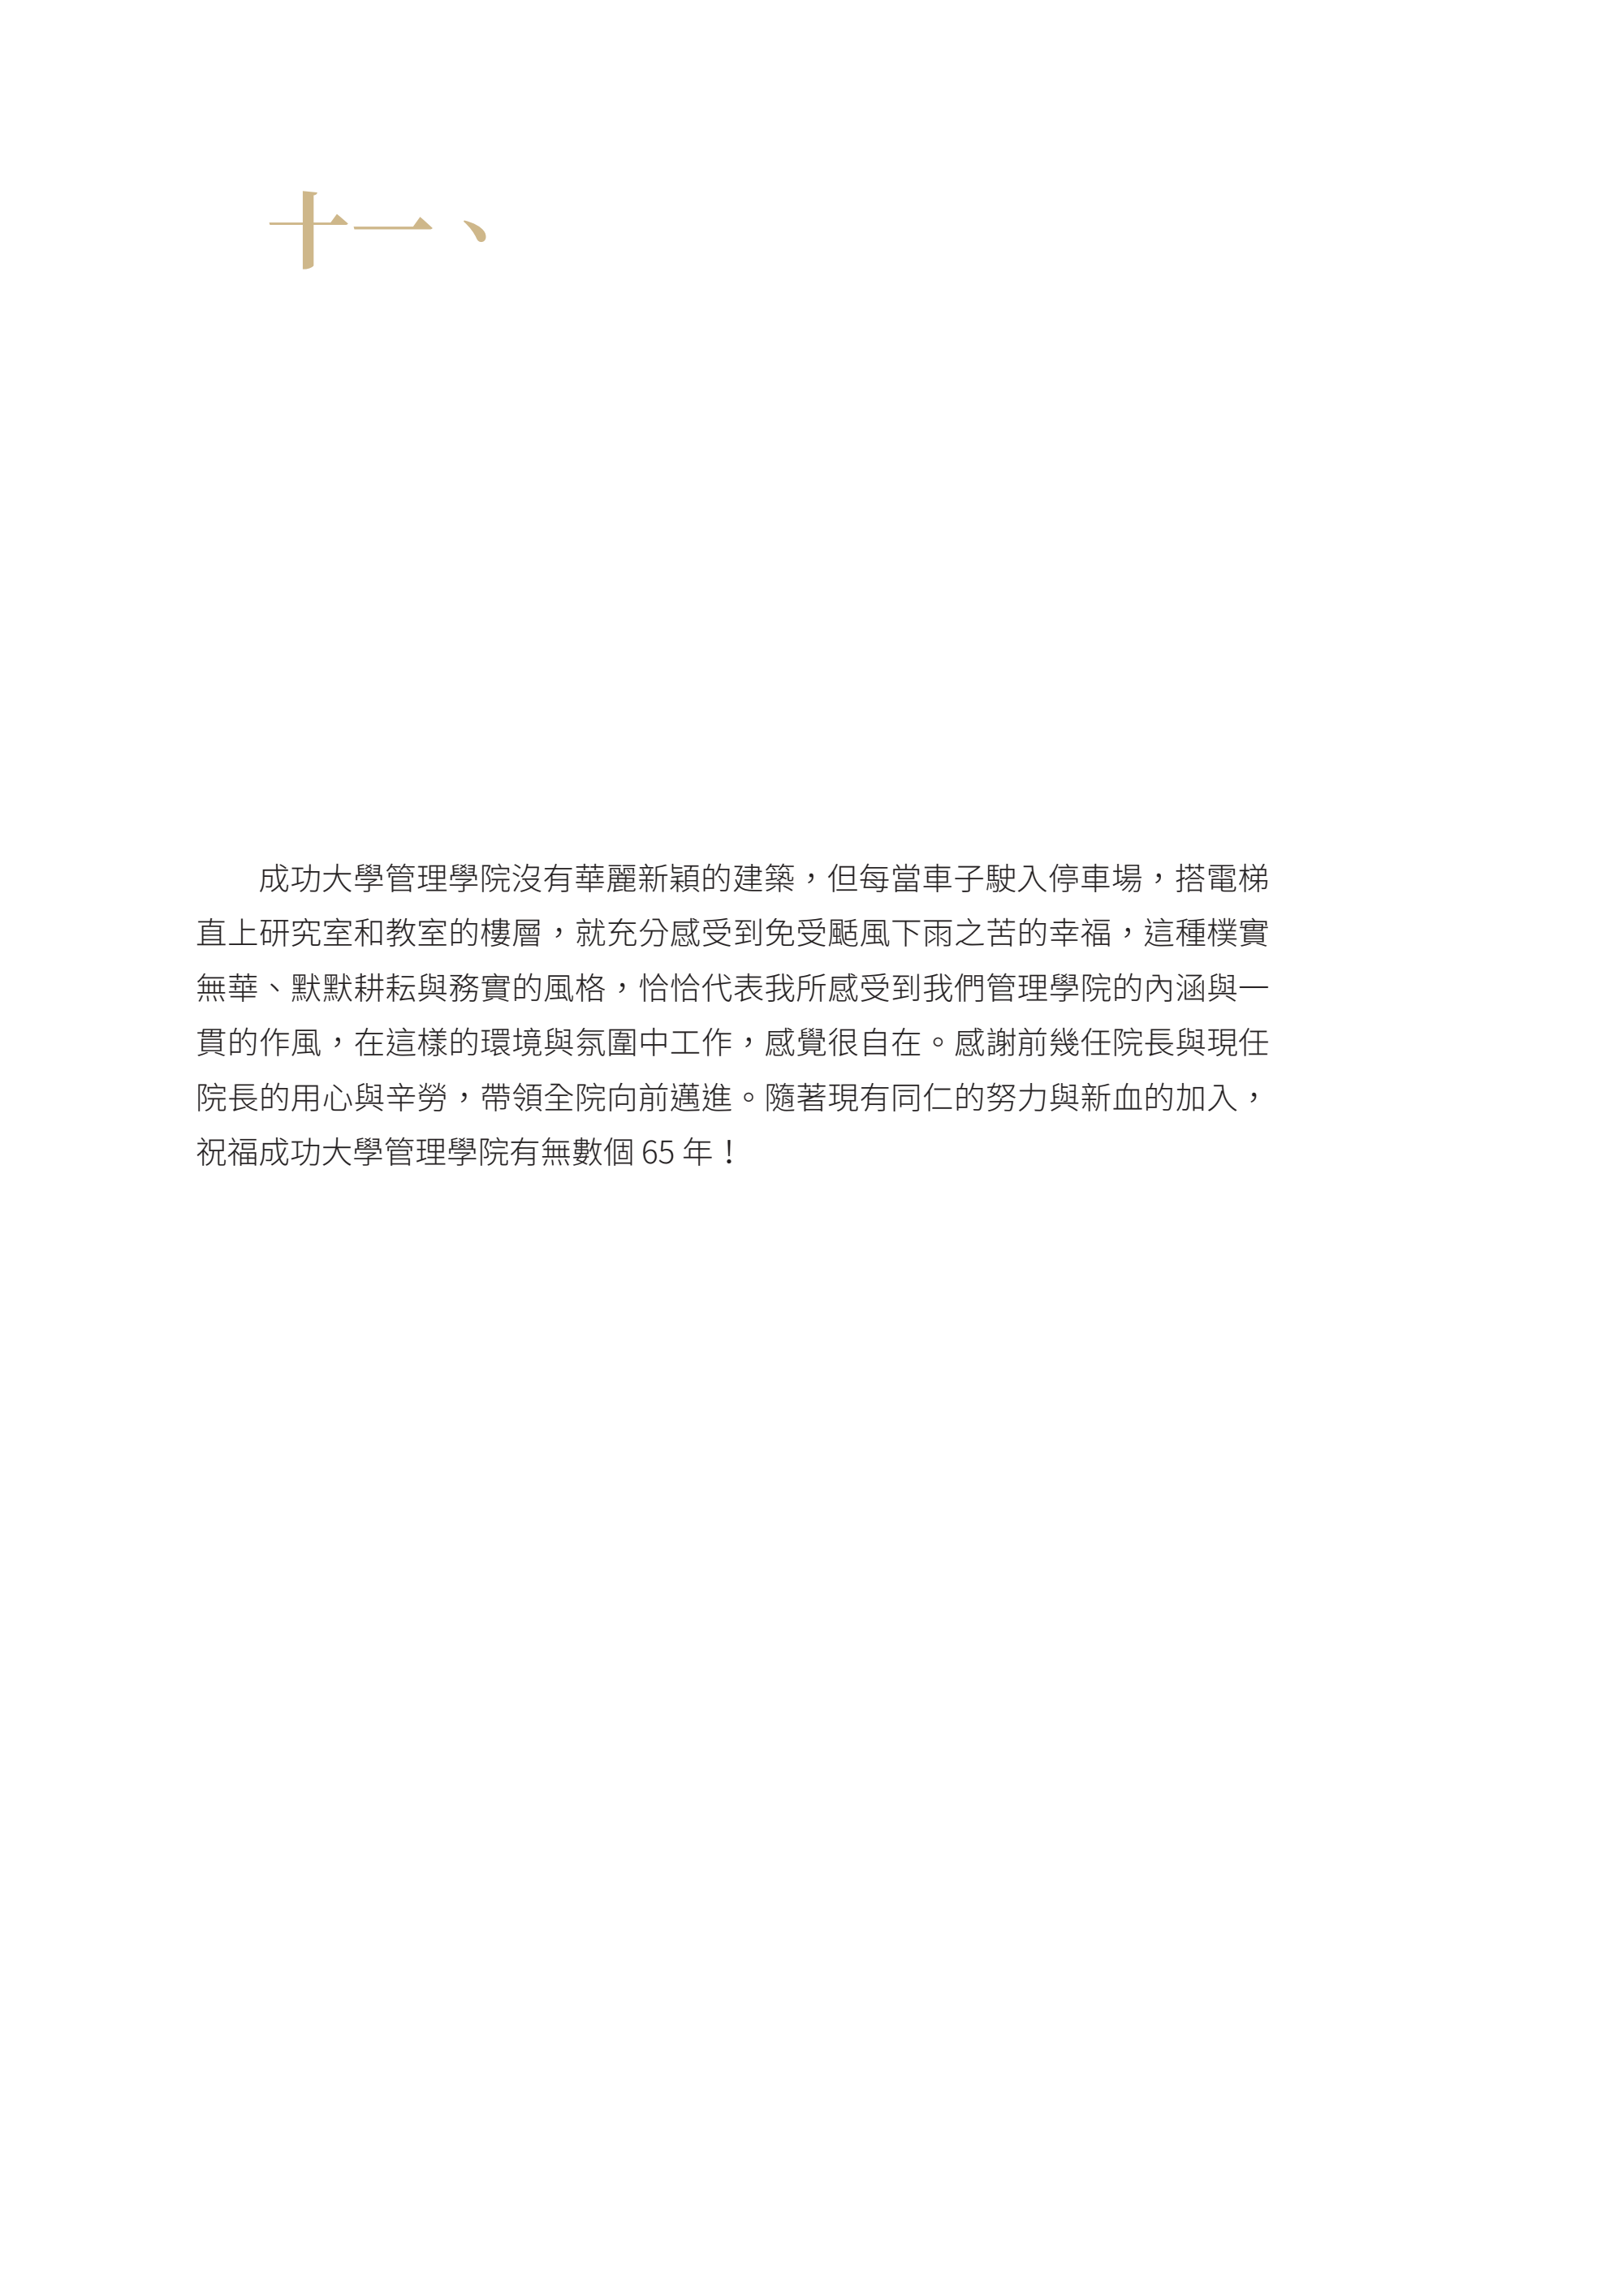 十一、
成功大學管理學院沒有華麗新穎的建築，但每當車子駛入停車場，搭電梯
直上研究室和教室的樓層，就充分感受到免受颳風下雨之苦的幸福，這種樸實
無華、默默耕耘與務實的風格，恰恰代表我所感受到我們管理學院的內涵與一
貫的作風，在這樣的環境與氛圍中工作，感覺很自在。感謝前幾任院長與現任
院長的用心與辛勞，帶領全院向前邁進。隨著現有同仁的努力與新血的加入，
祝福成功大學管理學院有無數個 65 年！